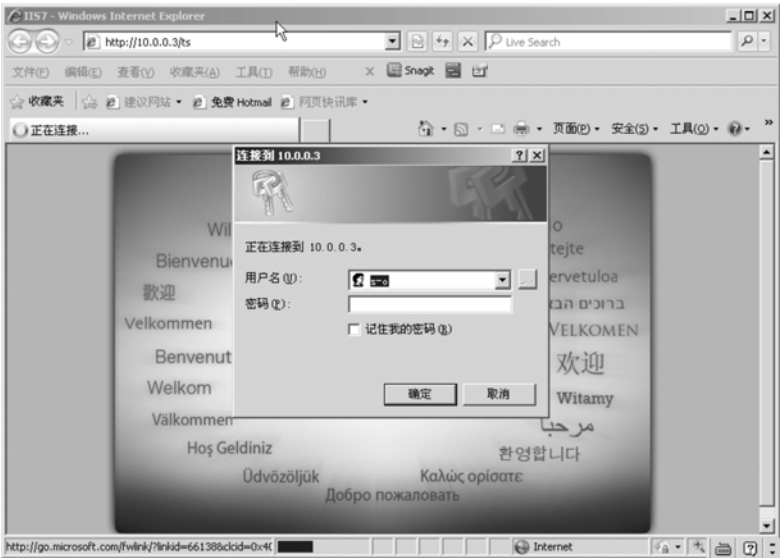 IIS7 - Windows Internet Explorer
http://10.0.0.3/ts
Live Search
文件(F) 编辑(E) 查看(V) 收藏夹(A) 工具(T) 帮助(H) x Snagit
收藏夹 建议网站 免费 Hotmail 网页快讯库
正在连接... 页面(P) 安全(S) 工具(O) »
连接到 10.0.0.3
正在连接到 10.0.0.3。
用户名(U): s-o
密码(P):
记住我的密码(R)
确定 取消
Wil
Bienvenu
歡迎
Velkommen
Benvenut
Welkom
Välkommen
Hoş Geldiniz
Üdvözöljük
Добро пожаловать
o
tejte
ervetuloa
ברוכים הבא
VELKOMEN
欢迎
Witamy
مرحبا
환영합니다
Καλώς ορίσατε
http://go.microsoft.com/fwlink/?linkid=66138&clcid=0x4(
Internet